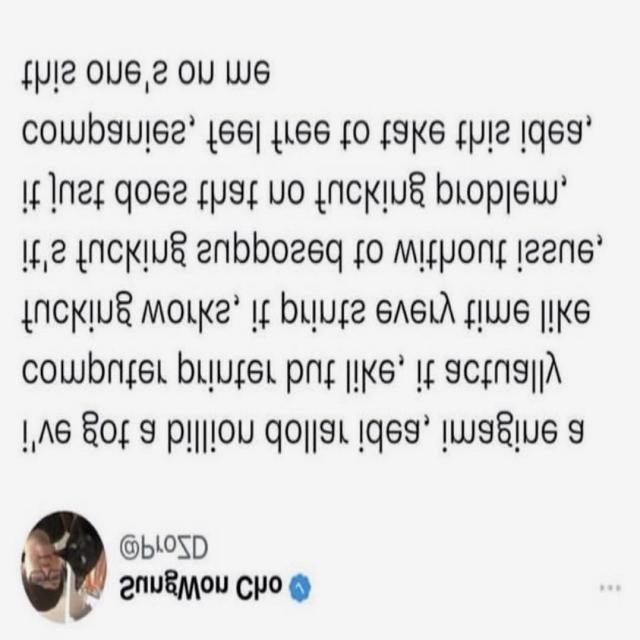 SungWon Cho
@ProZD
i've got a billion dollar idea, imagine a
computer printer but like, it actually
fucking works, it prints every time like
it's fucking supposed to without issue,
it just does that no fucking problem,
companies, feel free to take this idea,
this one's on me